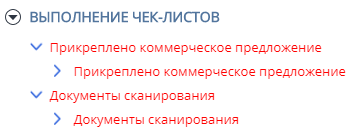 ВЫПОЛНЕНИЕ ЧЕК-ЛИСТОВ
Прикреплено коммерческое предложение
Прикреплено коммерческое предложение
Документы сканирования
Документы сканирования